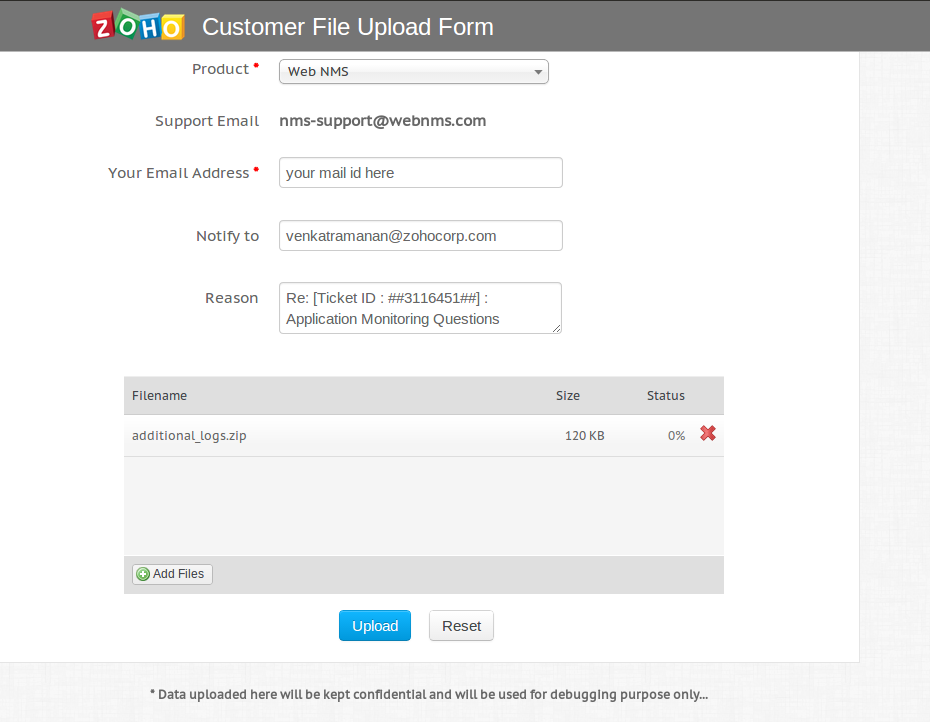 ZOHO Customer File Upload Form
Product *
Web NMS
Support Email
nms-support@webnms.com
Your Email Address *
your mail id here
Notify to
venkatramanan@zohocorp.com
Reason
Re: [Ticket ID : ##3116451##] :
Application Monitoring Questions
Filename Size Status
additional_logs.zip 120 KB 0%
Add Files
Upload Reset
* Data uploaded here will be kept confidential and will be used for debugging purpose only...